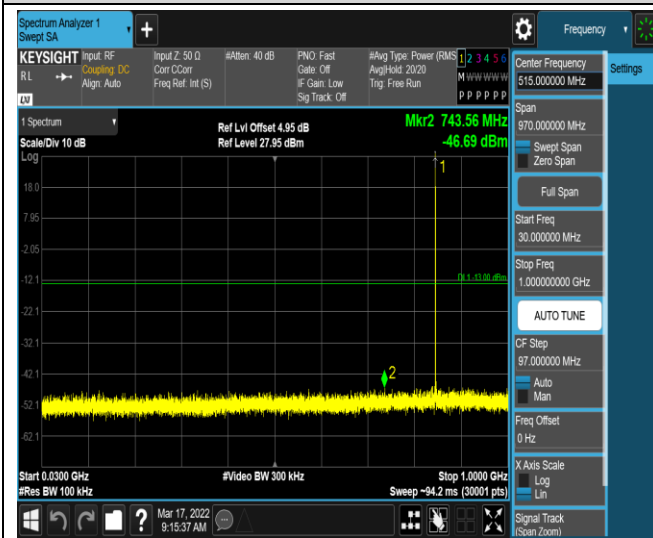 Spectrum Analyzer 1
Swept SA
+
Frequency
KEYSIGHT
RL
LXI
Input: RF
Coupling: DC
Align: Auto
Input Z: 50 Ω
Corr CCorr
Freq Ref: Int (S)
#Atten: 40 dB
PNO: Fast
Gate: Off
IF Gain: Low
Sig Track: Off
#Avg Type: Power (RMS
Avg|Hold: 20/20
Trig: Free Run
1 2 3 4 5 6
M W W W W W
P P P P P P
1 Spectrum
Scale/Div 10 dB
Log
Ref Lvl Offset 4.95 dB
Ref Level 27.95 dBm
Mkr2 743.56 MHz
-46.69 dBm
1
18.0
7.95
-2.05
-12.1
DL1 -13.00 dBm
-22.1
-32.1
-42.1
2
-52.1
-62.1
Start 0.0300 GHz
#Res BW 100 kHz
#Video BW 300 kHz
Stop 1.0000 GHz
Sweep ~94.2 ms (30001 pts)
?
Mar 17, 2022
9:15:37 AM
Center Frequency
515.000000 MHz
Span
970.000000 MHz
Swept Span
Zero Span
Full Span
Start Freq
30.000000 MHz
Stop Freq
1.000000000 GHz
AUTO TUNE
CF Step
97.000000 MHz
Auto
Man
Freq Offset
0 Hz
X Axis Scale
Log
Lin
Signal Track
(Span Zoom)
Settings